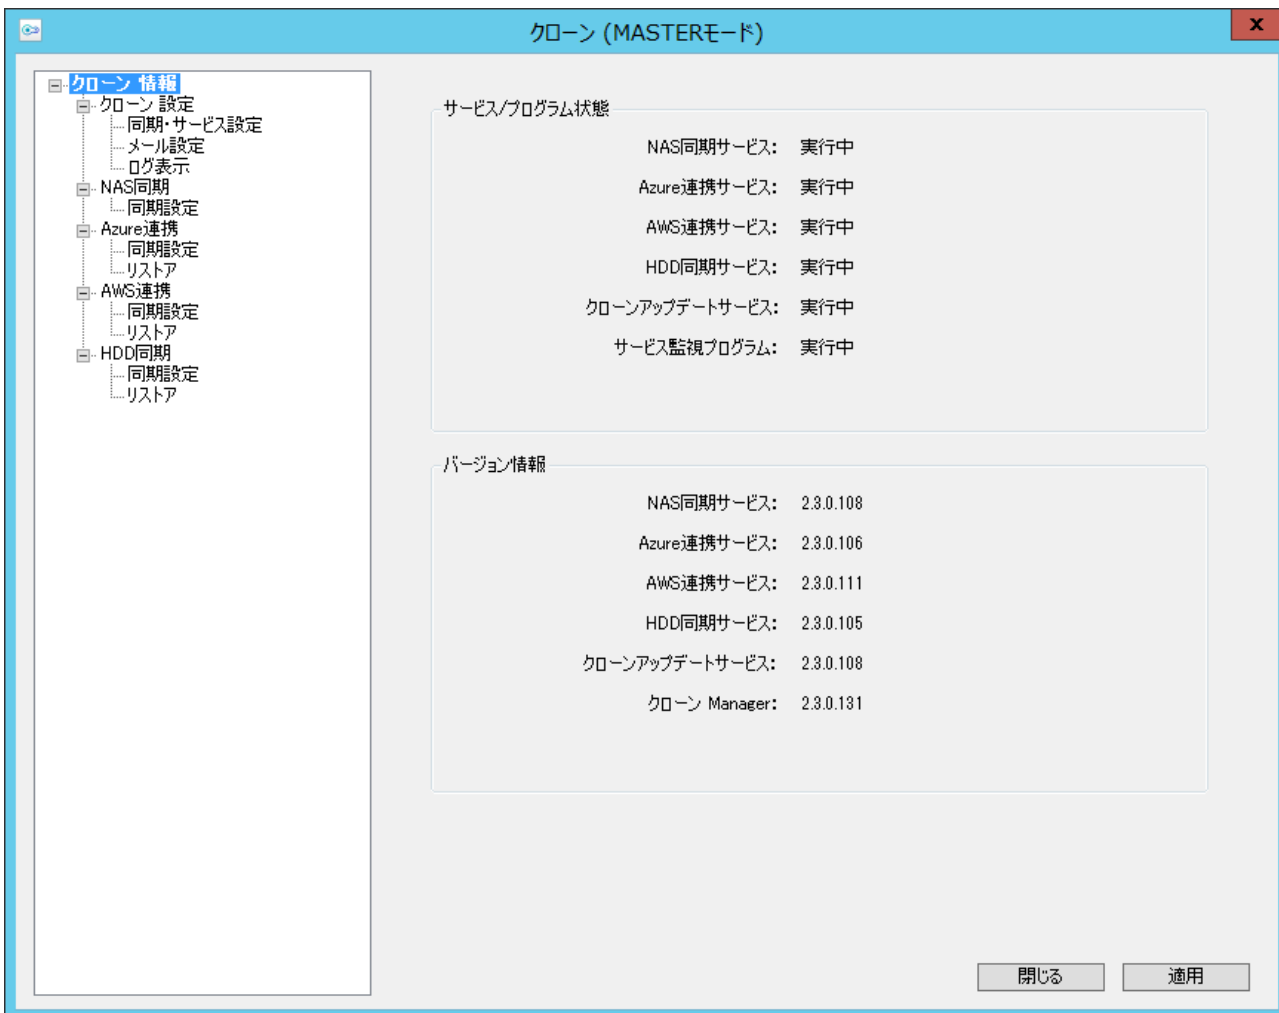 クローン (MASTERモード)
x
クローン 情報
クローン 設定
同期・サービス設定
メール設定
ログ表示
NAS同期
同期設定
Azure連携
同期設定
リストア
AWS連携
同期設定
リストア
HDD同期
同期設定
リストア
サービス/プログラム状態
NAS同期サービス: 実行中
Azure連携サービス: 実行中
AWS連携サービス: 実行中
HDD同期サービス: 実行中
クローンアップデートサービス: 実行中
サービス監視プログラム: 実行中
バージョン情報
NAS同期サービス: 2.3.0.108
Azure連携サービス: 2.3.0.106
AWS連携サービス: 2.3.0.111
HDD同期サービス: 2.3.0.105
クローンアップデートサービス: 2.3.0.108
クローン Manager: 2.3.0.131
閉じる 適用